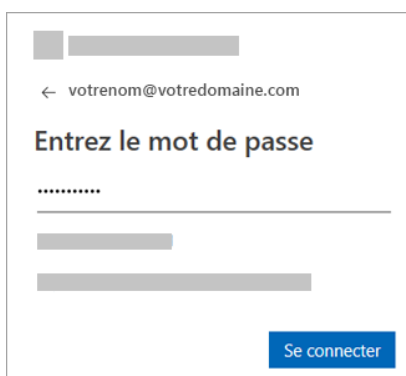 ← votrenom@votredomaine.com
Entrez le mot de passe
•••••••••••
Se connecter